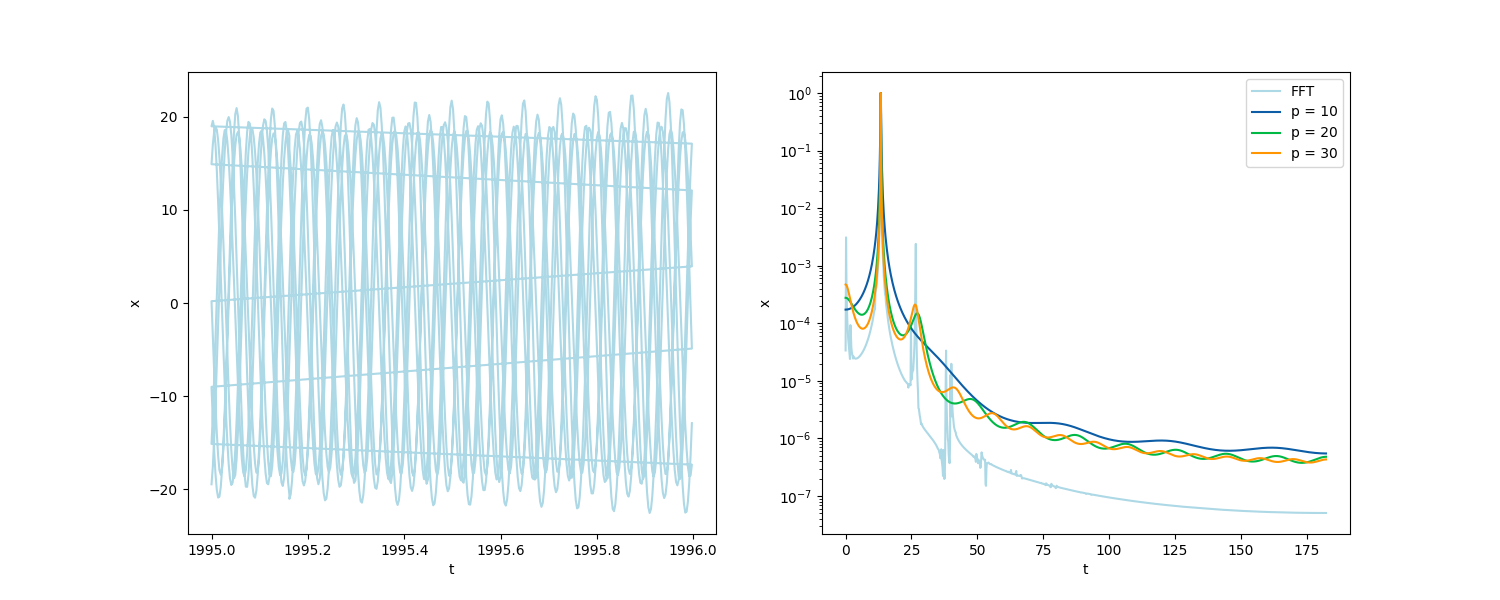 20
10
0
−10
−20
x
1995.0 1995.2 1995.4 1995.6 1995.8 1996.0
t
10⁰
10⁻¹
10⁻²
10⁻³
10⁻⁴
10⁻⁵
10⁻⁶
10⁻⁷
x
0 25 50 75 100 125 150 175
t
FFT
p = 10
p = 20
p = 30